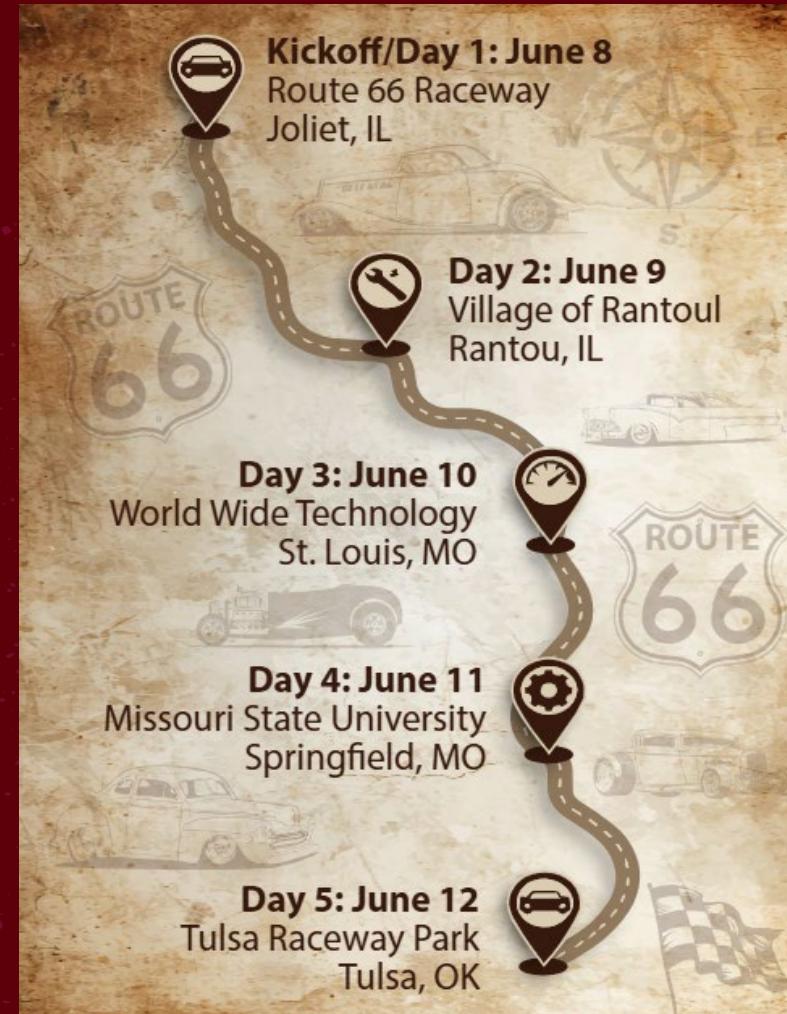 Kickoff/Day 1: June 8
Route 66 Raceway
Joliet, IL
W
E
S
Day 2: June 9
Village of Rantoul
Rantou, IL
ROUTE
66
Day 3: June 10
World Wide Technology
St. Louis, MO
ROUTE
66
Day 4: June 11
Missouri State University
Springfield, MO
Day 5: June 12
Tulsa Raceway Park
Tulsa, OK